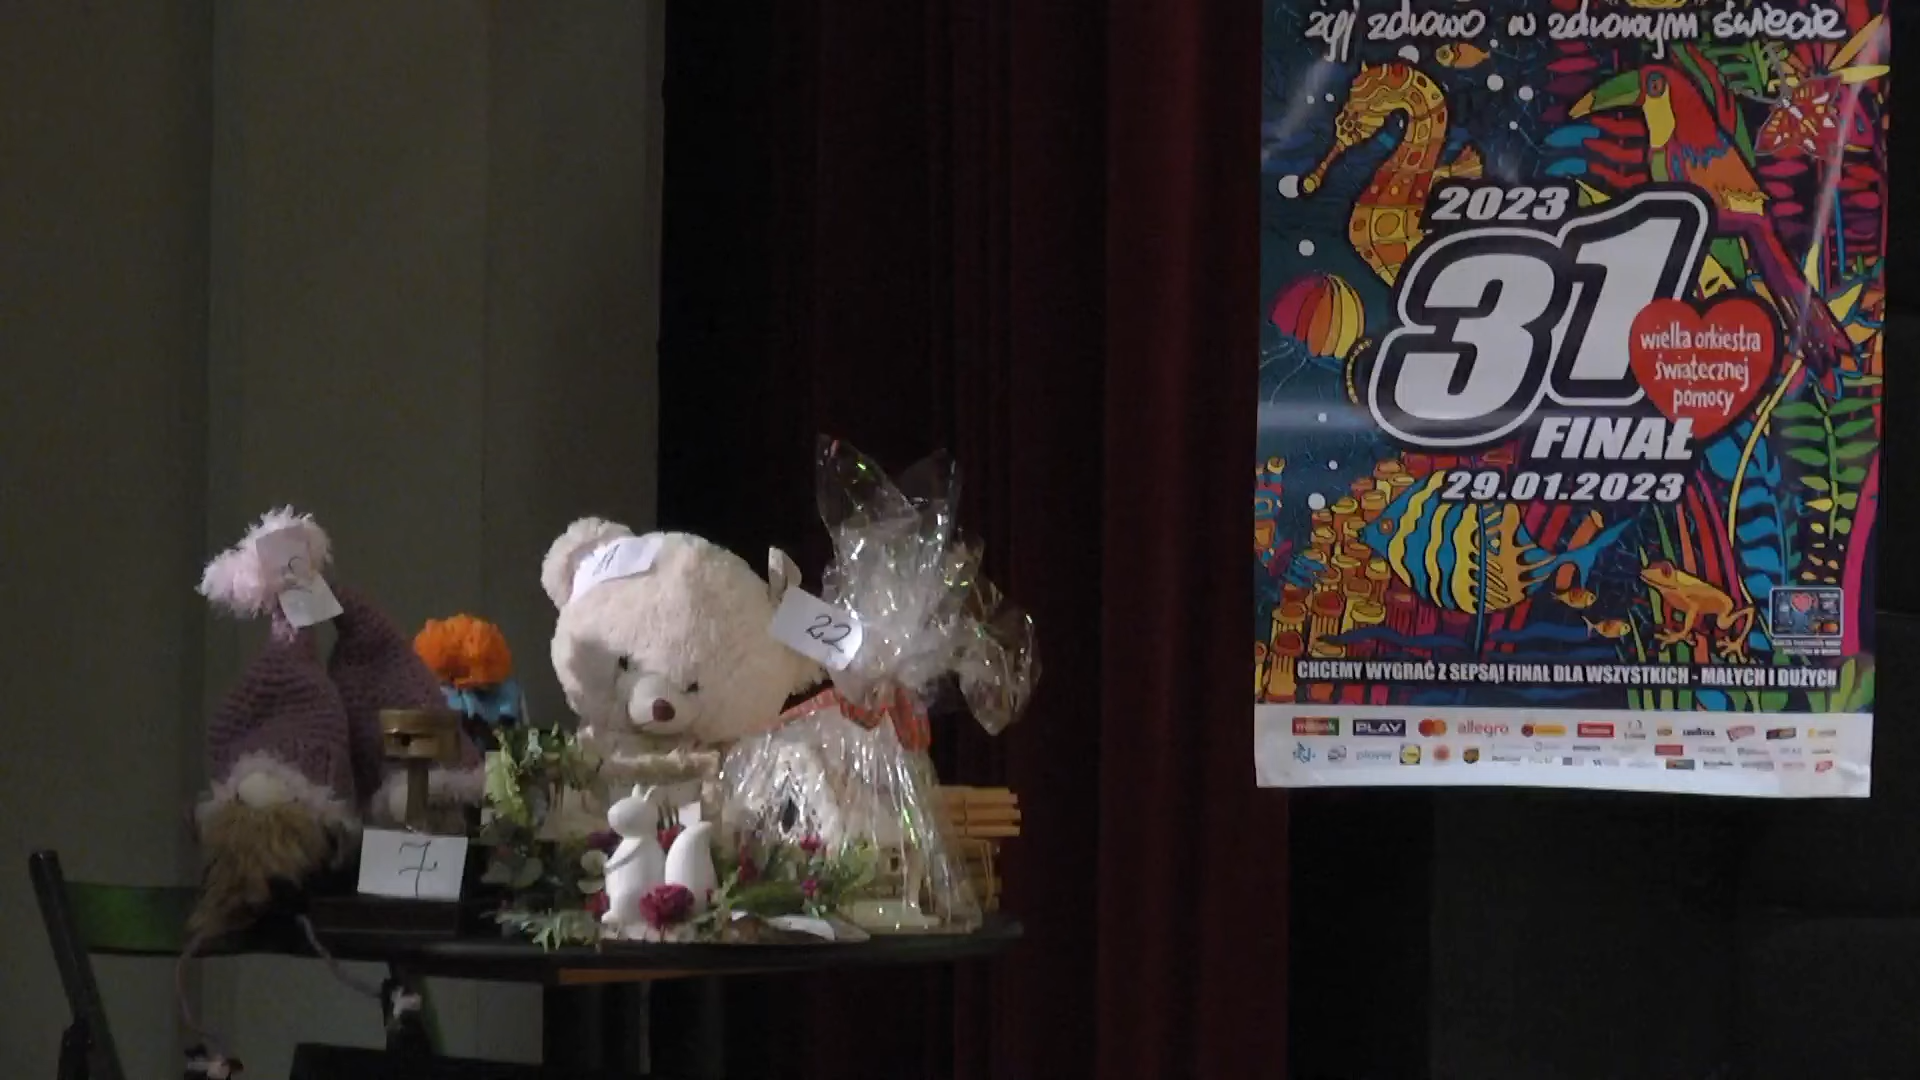 żyj zdrowo w zdrowym świecie
2023
31
wielka orkiestra
świątecznej
pomocy
FINAŁ
29.01.2023
CHCEMY WYGRAĆ Z SEPSĄ! FINAŁ DLA WSZYSTKICH - MAŁYCH I DUŻYCH
PLAY
allegro
22
7